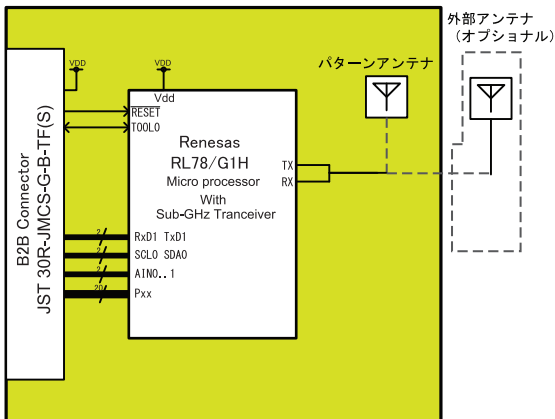 外部アンテナ
（オプショナル）
パターンアンテナ
VDD
VDD
Vdd
RESET
TOOL0
Renesas
RL78/G1H
Micro processor
With
Sub-GHz Tranceiver
TX
RX
B2B Connector
JST 30R-JMCS-G-B-TF(S)
2
RxD1 TxD1
2
SCL0 SDA0
2
AIN0..1
20
Pxx